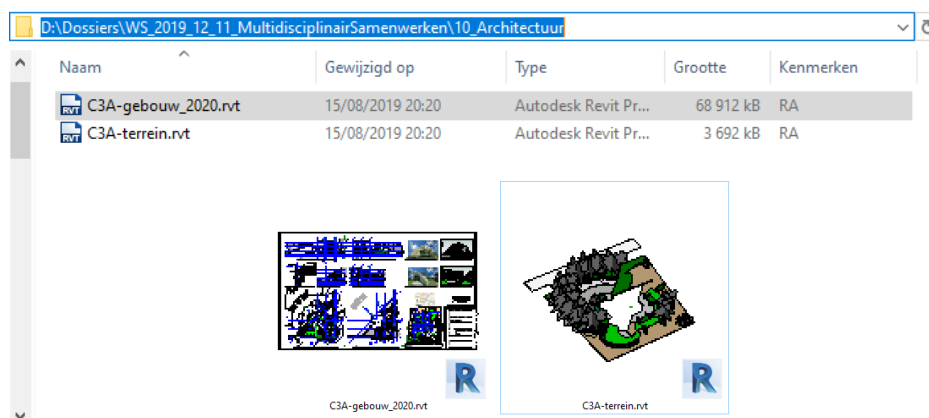 D:\Dossiers\WS_2019_12_11_MultidisciplinairSamenwerken\10_Architectuur
Naam Gewijzigd op Type Grootte Kenmerken
C3A-gebouw_2020.rvt 15/08/2019 20:20 Autodesk Revit Pr... 68 912 kB RA
C3A-terrein.rvt 15/08/2019 20:20 Autodesk Revit Pr... 3 692 kB RA
R R
C3A-gebouw_2020.rvt C3A-terrein.rvt